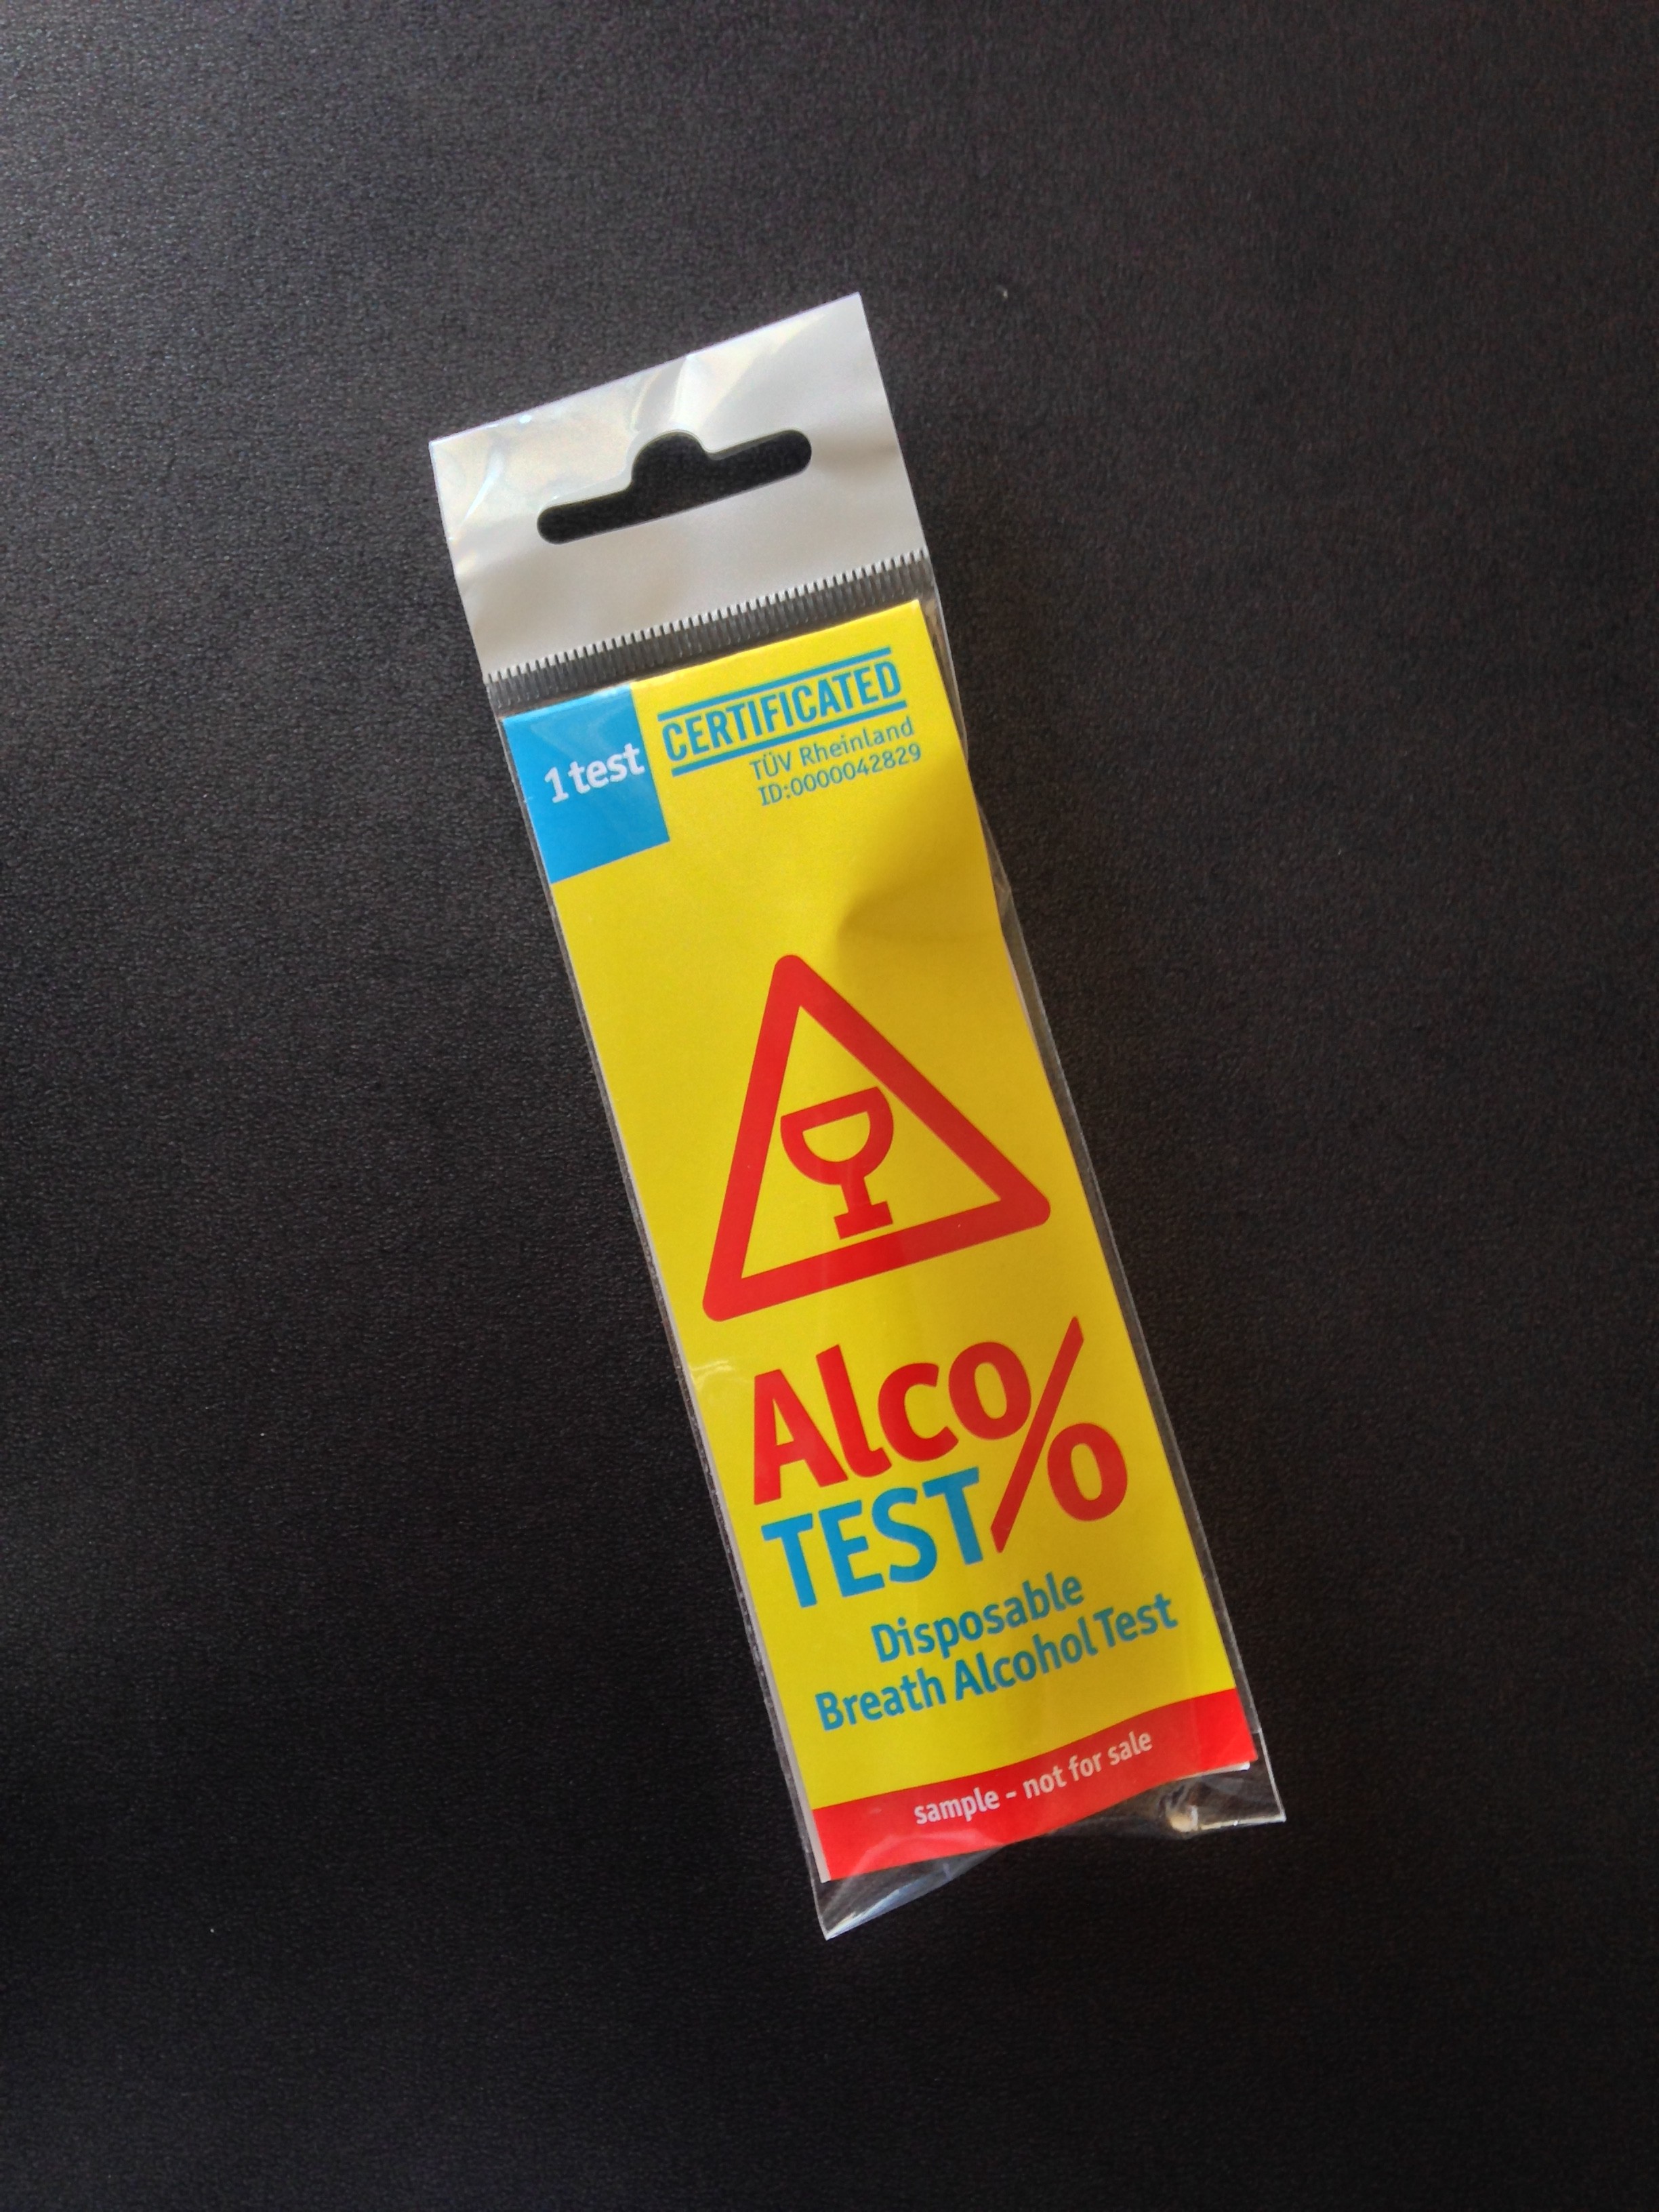 1 test
CERTIFICATED
TÜV Rheinland
ID:0000042829
Alco%
TEST
Disposable
Breath Alcohol Test
sample - not for sale